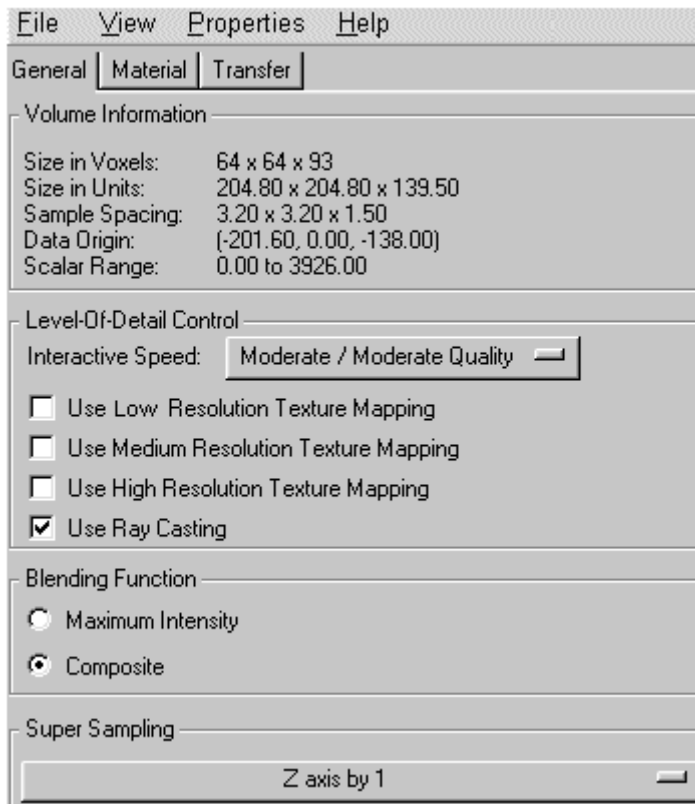 File View Properties Help
General Material Transfer
Volume Information
Size in Voxels: 64 x 64 x 93
Size in Units: 204.80 x 204.80 x 139.50
Sample Spacing: 3.20 x 3.20 x 1.50
Data Origin: (-201.60, 0.00, -138.00)
Scalar Range: 0.00 to 3926.00
Level-Of-Detail Control
Interactive Speed: Moderate / Moderate Quality
Use Low Resolution Texture Mapping
Use Medium Resolution Texture Mapping
Use High Resolution Texture Mapping
Use Ray Casting
Blending Function
Maximum Intensity
Composite
Super Sampling
Z axis by 1